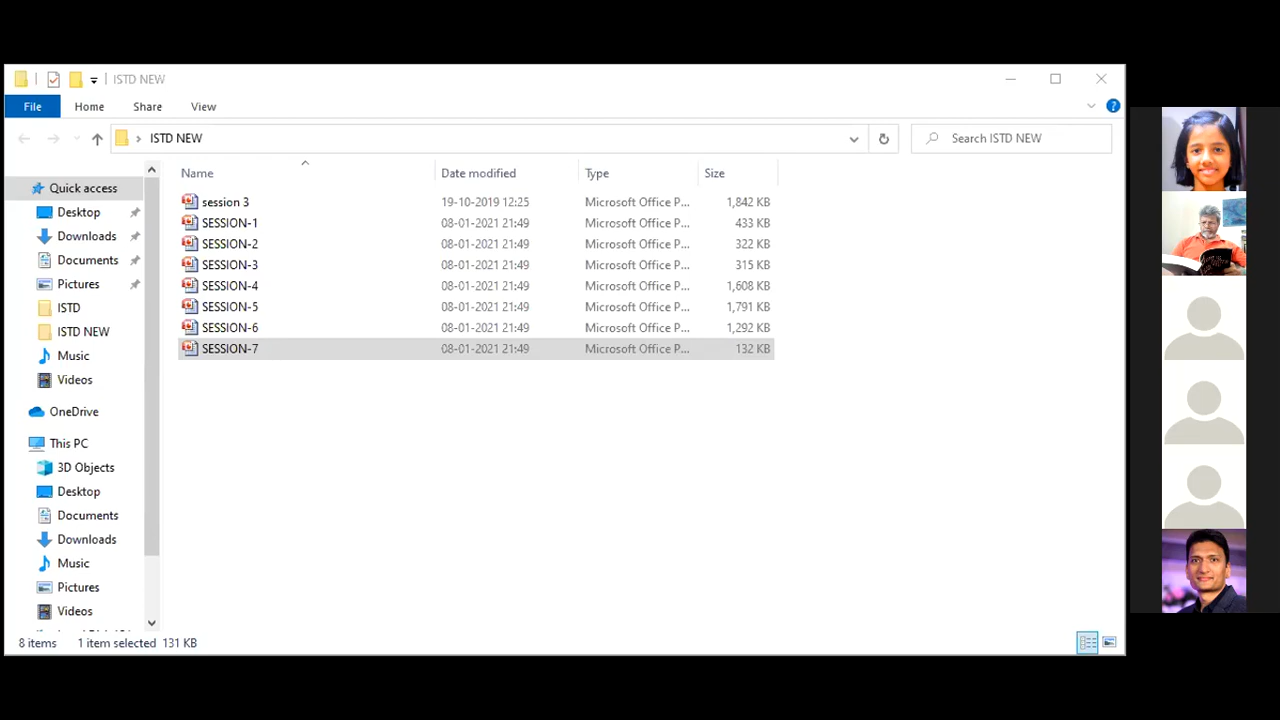 ISTD NEW
File Home Share View
ISTD NEW
Search ISTD NEW
Name Date modified Type Size
session 3 19-10-2019 12:25 Microsoft Office P... 1,842 KB
SESSION-1 08-01-2021 21:49 Microsoft Office P... 433 KB
SESSION-2 08-01-2021 21:49 Microsoft Office P... 322 KB
SESSION-3 08-01-2021 21:49 Microsoft Office P... 315 KB
SESSION-4 08-01-2021 21:49 Microsoft Office P... 1,608 KB
SESSION-5 08-01-2021 21:49 Microsoft Office P... 1,791 KB
SESSION-6 08-01-2021 21:49 Microsoft Office P... 1,292 KB
SESSION-7 08-01-2021 21:49 Microsoft Office P... 132 KB
Quick access
Desktop
Downloads
Documents
Pictures
ISTD
ISTD NEW
Music
Videos
OneDrive
This PC
3D Objects
Desktop
Documents
Downloads
Music
Pictures
Videos
8 items 1 item selected 131 KB